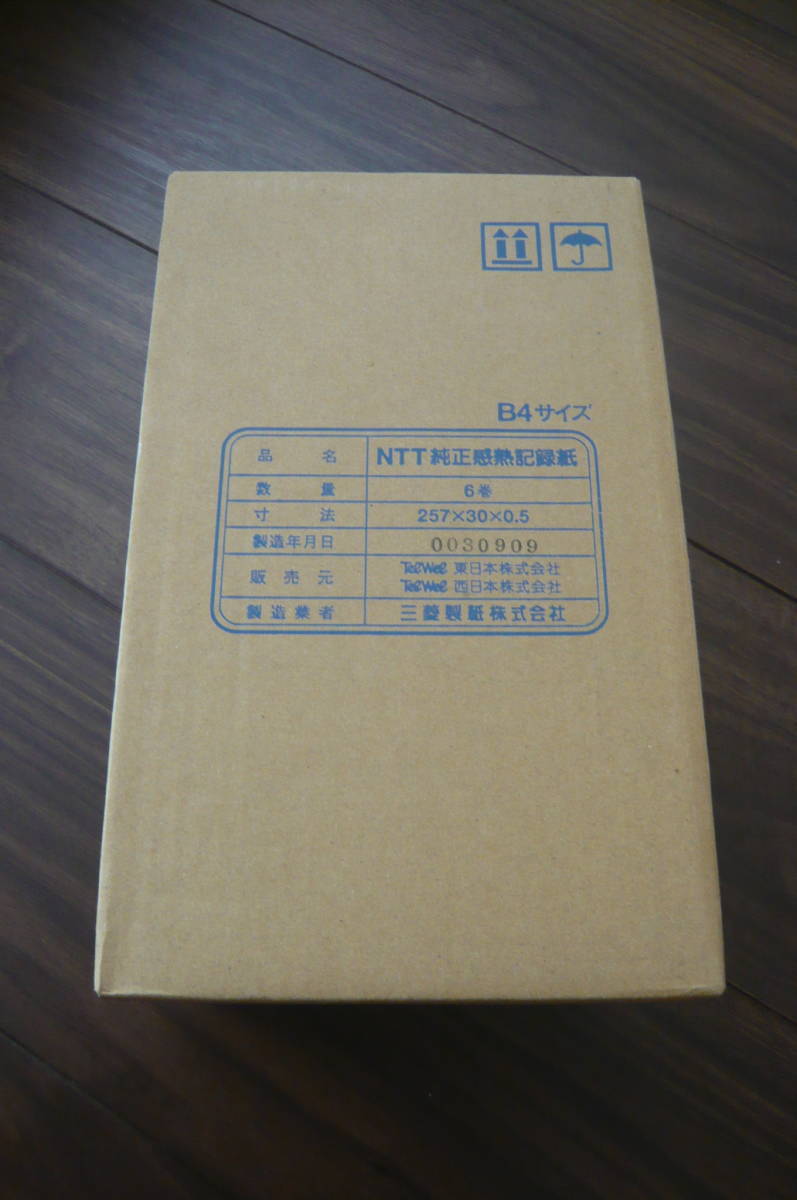 B4サイズ
品名 NTT純正感熱記録紙
数量 6巻
寸法 257×30×0.5
製造年月日 0030909
販売元 TelWel 東日本株式会社
TelWel 西日本株式会社
製造業者 三菱製紙株式会社